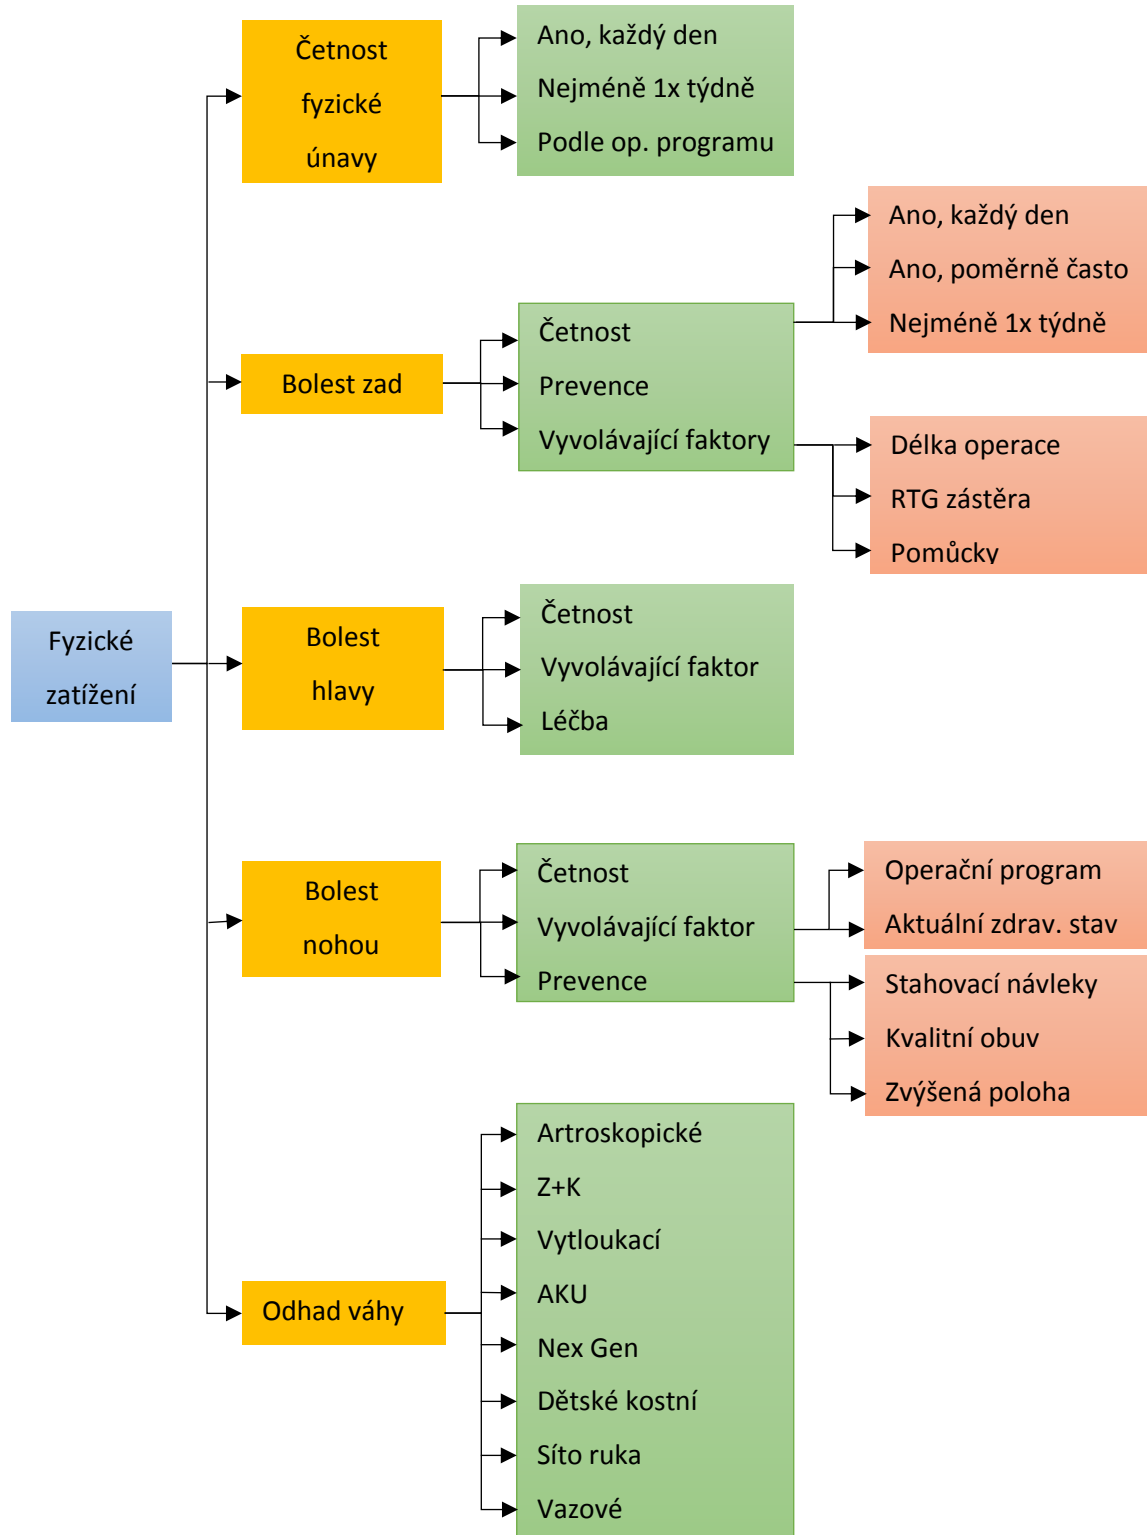 Fyzické
zatížení
Četnost
fyzické
únavy
Ano, každý den
Nejméně 1x týdně
Podle op. programu
Bolest zad
Četnost
Prevence
Vyvolávající faktory
Ano, každý den
Ano, poměrně často
Nejméně 1x týdně
Délka operace
RTG zástěra
Pomůcky
Bolest
hlavy
Četnost
Vyvolávající faktor
Léčba
Bolest
nohou
Četnost
Vyvolávající faktor
Prevence
Operační program
Aktuální zdrav. stav
Stahovací návleky
Kvalitní obuv
Zvýšená poloha
Odhad váhy
Artroskopické
Z+K
Vytloukací
AKU
Nex Gen
Dětské kostní
Síto ruka
Vazové